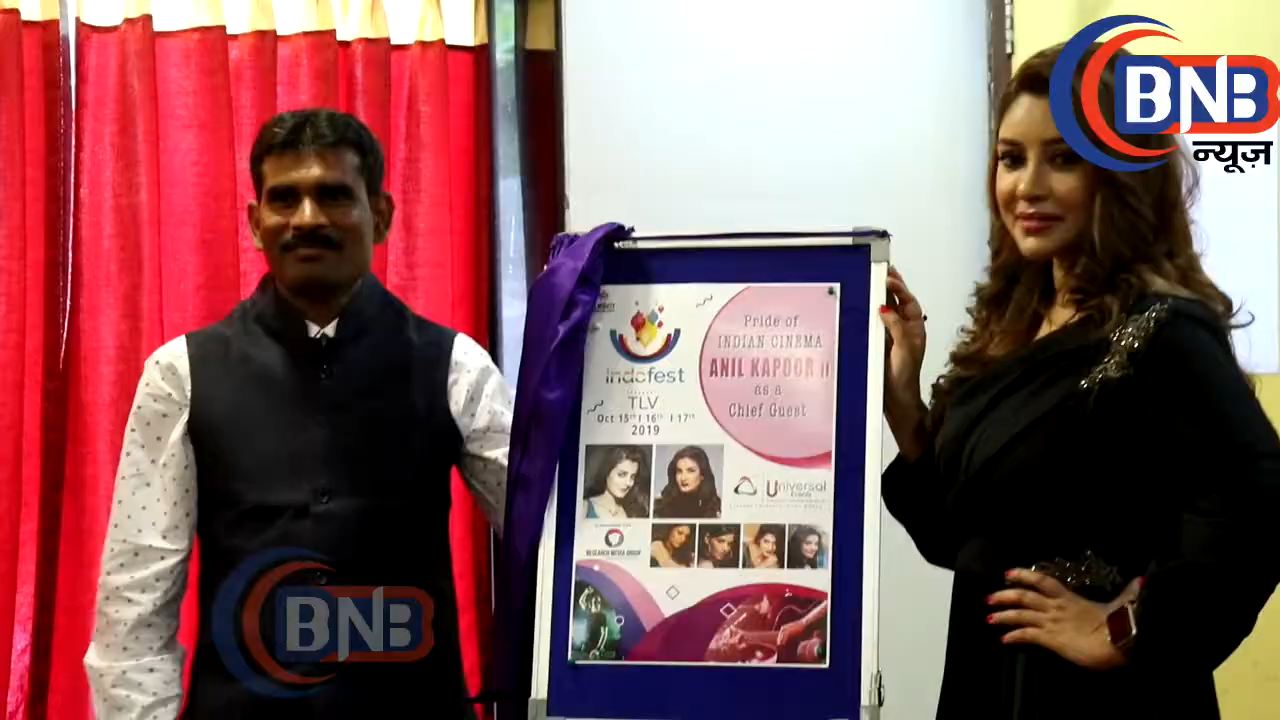 BNB
न्यूज़
indofest
TLV
Oct 15th | 16th | 17th
2019
Pride of
INDIAN CINEMA
ANIL KAPOOR
as a
Chief Guest
Universal
Events
RESEARCH MEDIA GROUP
BNB